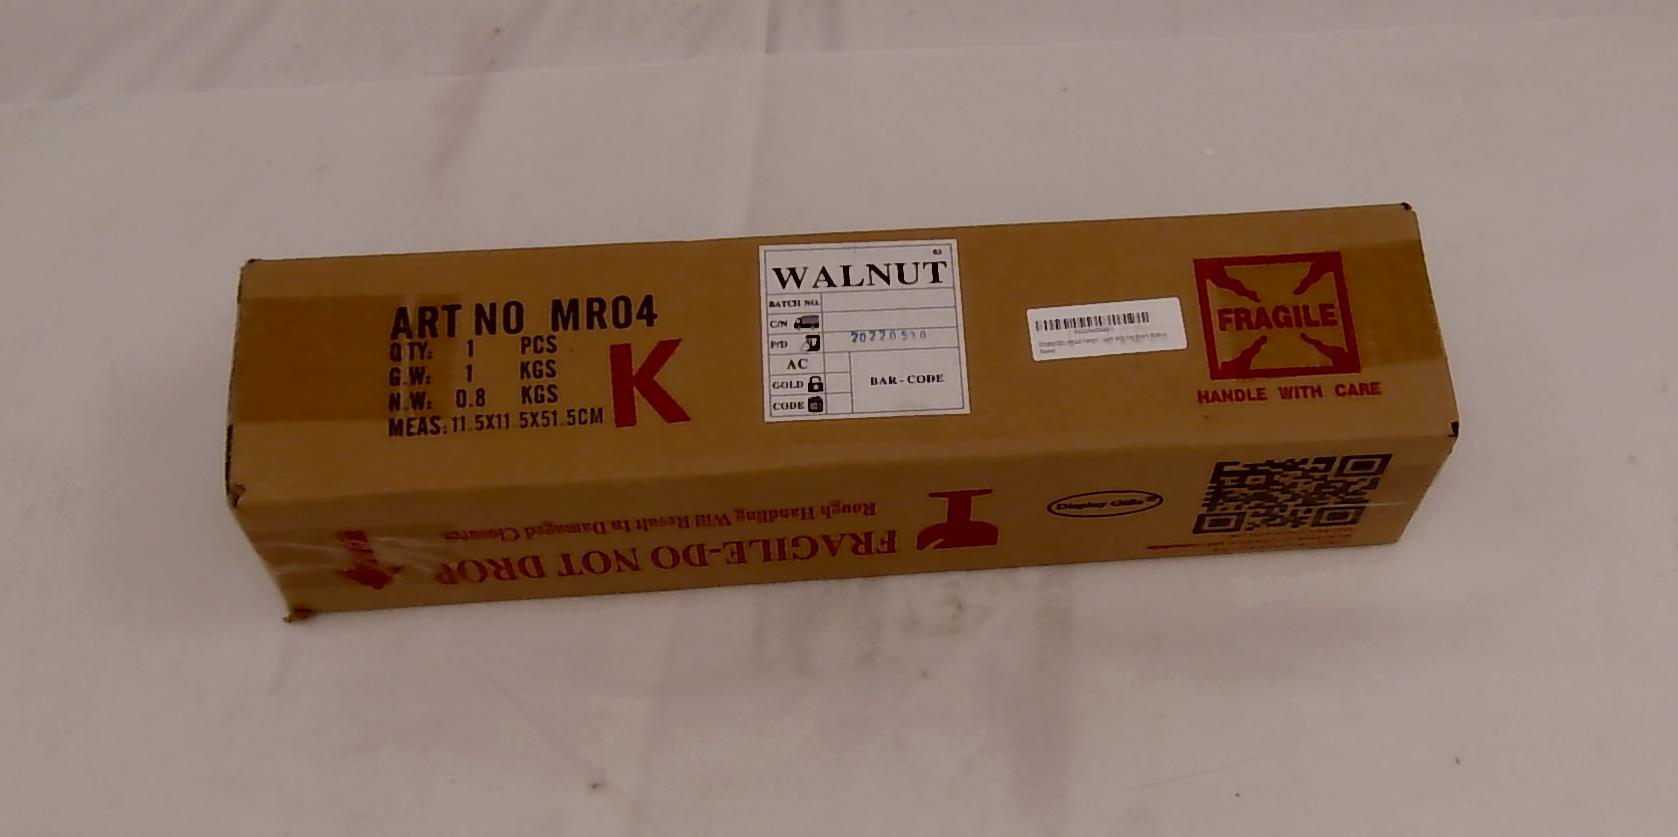 ART NO MR04
QTY: 1 PCS
G.W: 1 KGS
N.W: 0.8 KGS
MEAS: 11.5X11.5X51.5CM
K
WALNUT
BATCH NO.
C/N
P/D 20220530
AC
GOLD
CODE
BAR-CODE
FRAGILE
HANDLE WITH CARE
FRAGILE-DO NOT DROP
Rough Handling Will Result In Damaged Closures
Display Gifts